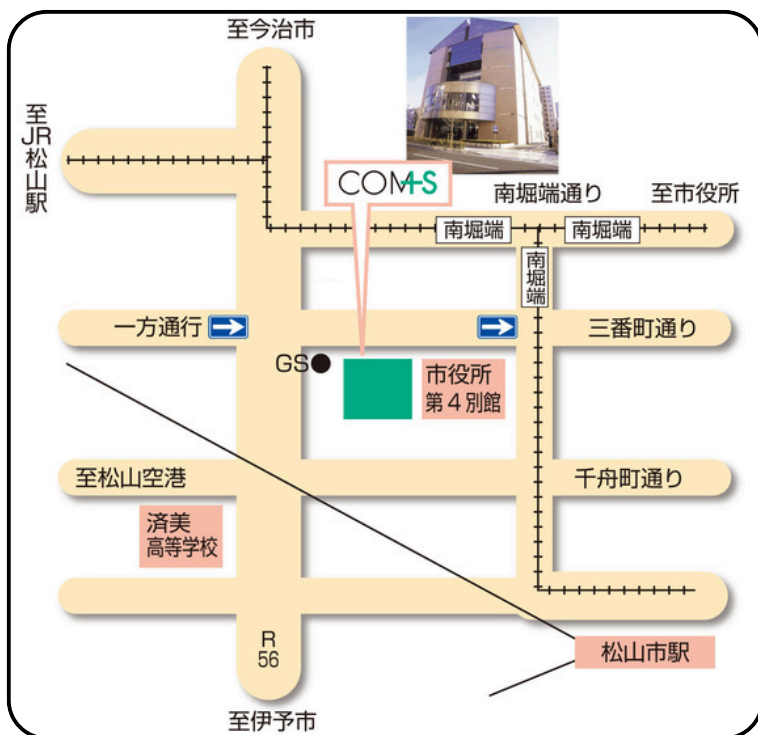 至今治市
至JR松山駅
COMS
南堀端通り
至市役所
南堀端
南堀端
南堀端
一方通行
三番町通り
GS
市役所
第4別館
至松山空港
千舟町通り
済美
高等学校
R
56
松山市駅
至伊予市